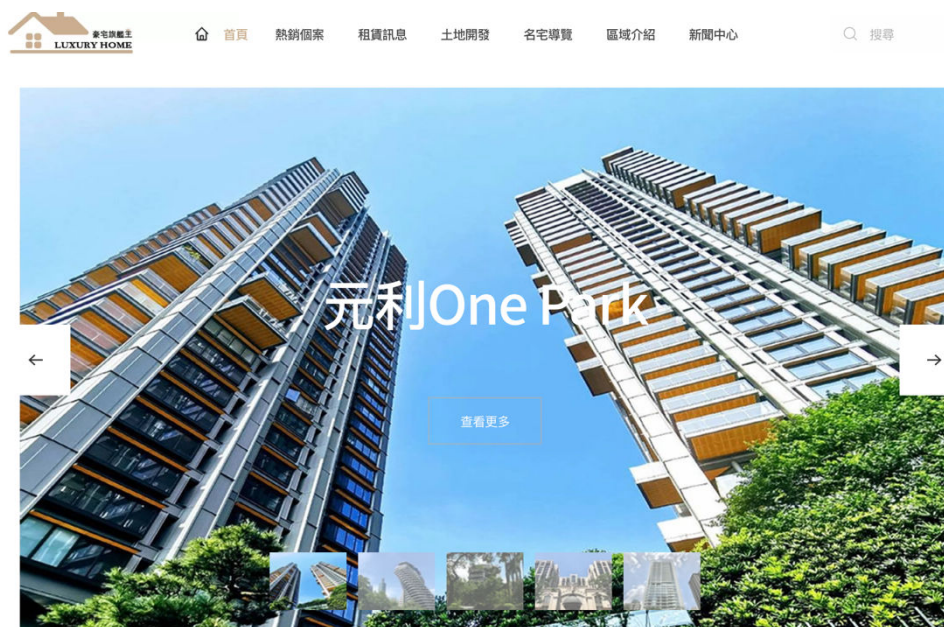 豪宅旗艦王
LUXURY HOME
首頁
熱銷個案
租賃訊息
土地開發
名宅導覽
區域介紹
新聞中心
搜尋
元利One Park
查看更多